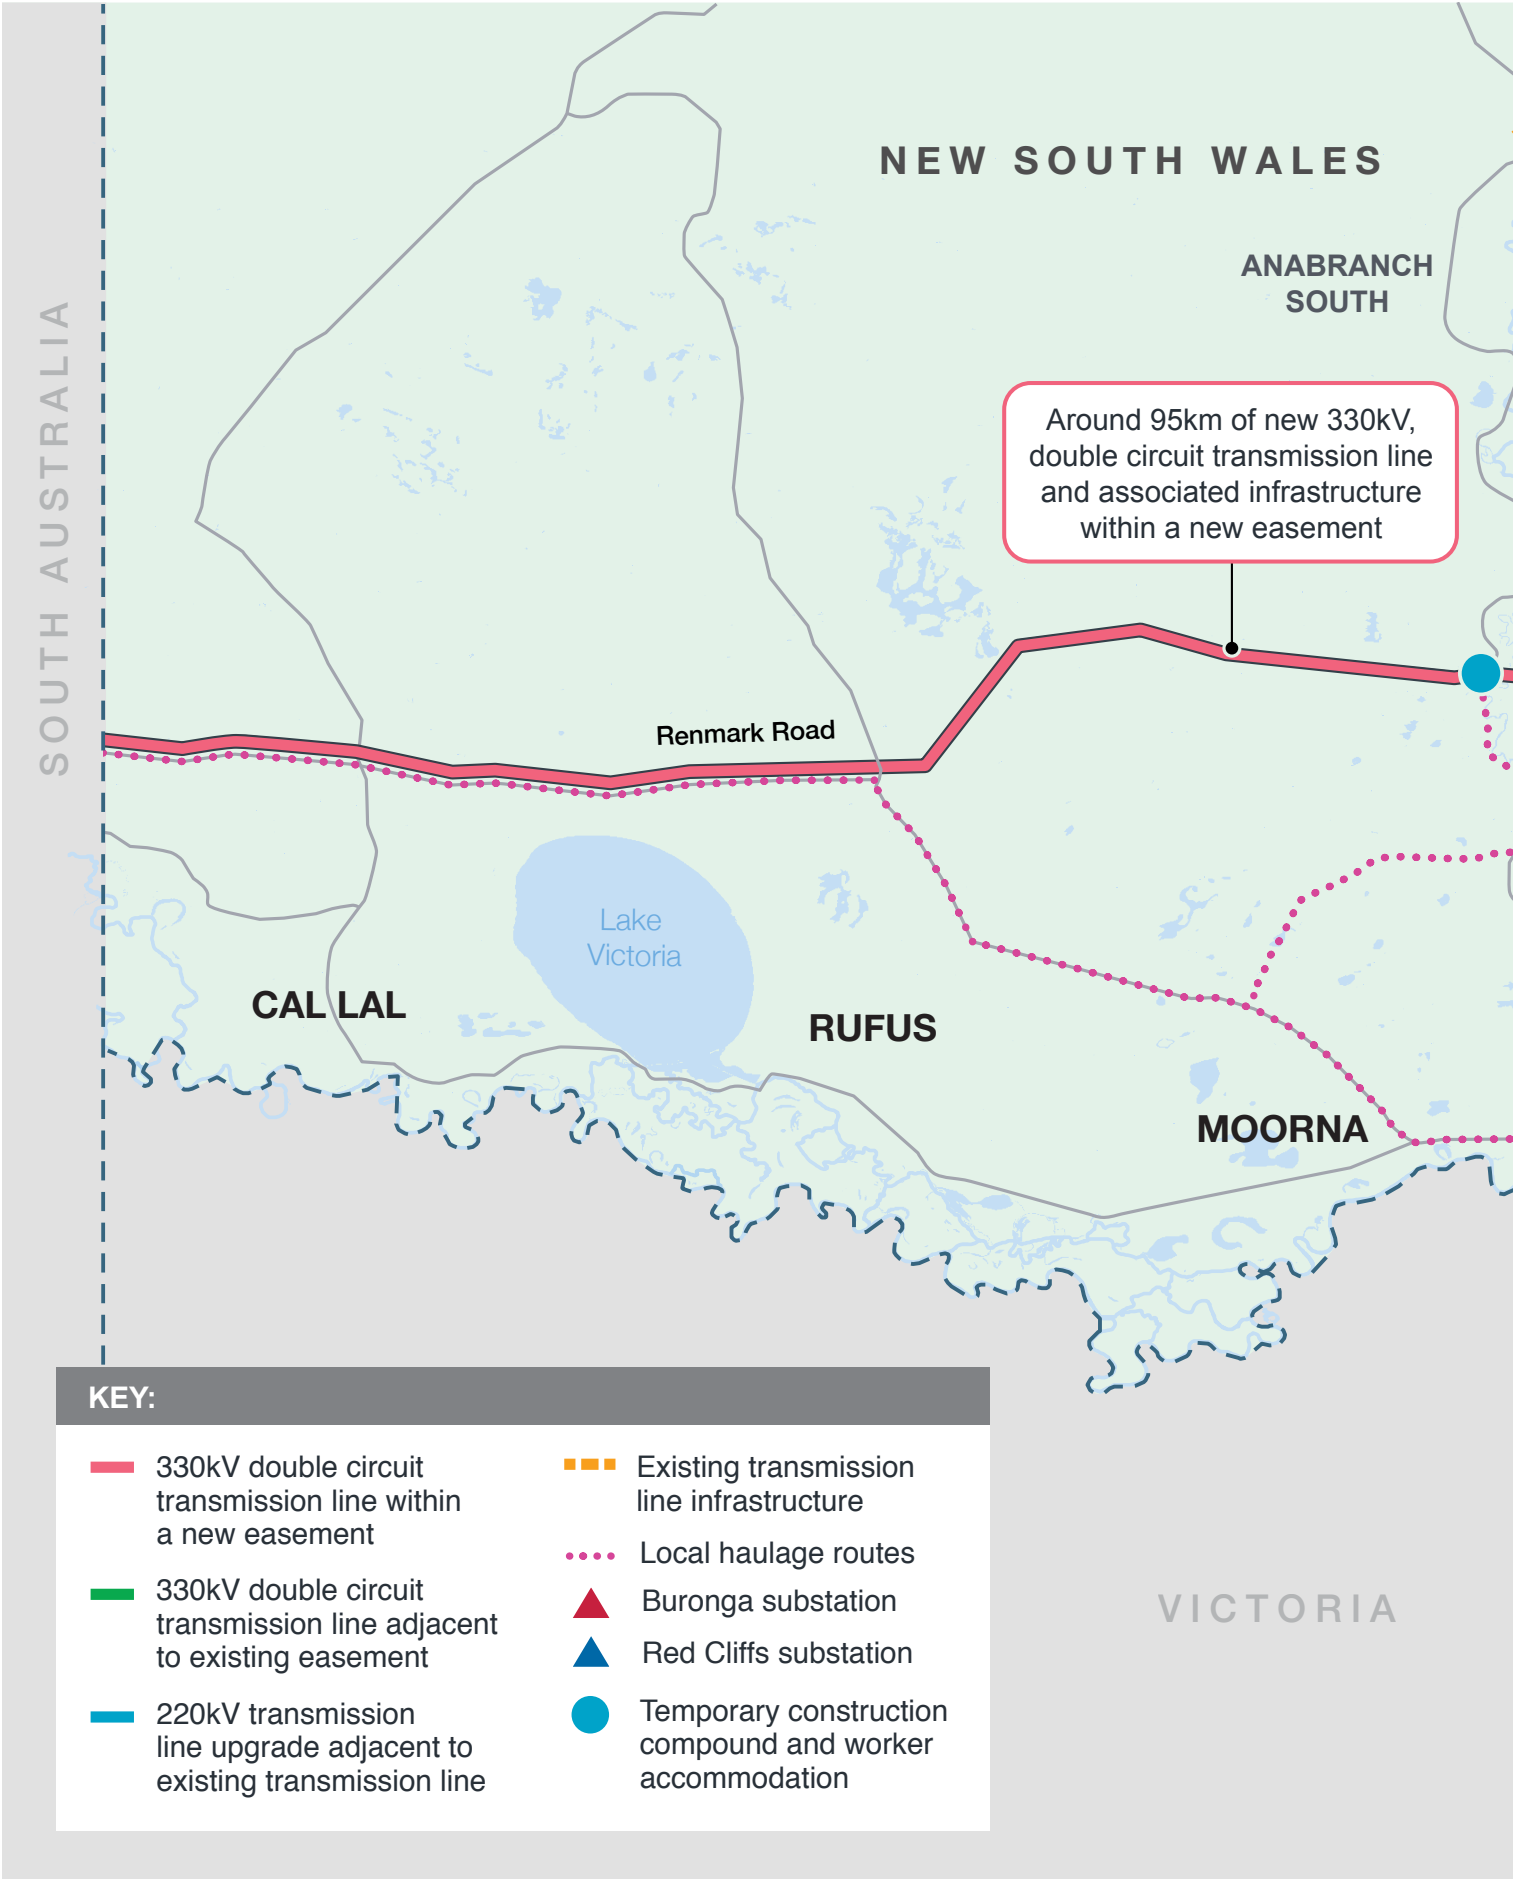 NEW SOUTH WALES
ANABRANCH
SOUTH
SOUTH AUSTRALIA
Around 95km of new 330kV,
double circuit transmission line
and associated infrastructure
within a new easement
Renmark Road
Lake
Victoria
CAL LAL
RUFUS
MOORNA
VICTORIA
KEY:
330kV double circuit
transmission line within
a new easement
330kV double circuit
transmission line adjacent
to existing easement
220kV transmission
line upgrade adjacent to
existing transmission line
Existing transmission
line infrastructure
Local haulage routes
Buronga substation
Red Cliffs substation
Temporary construction
compound and worker
accommodation